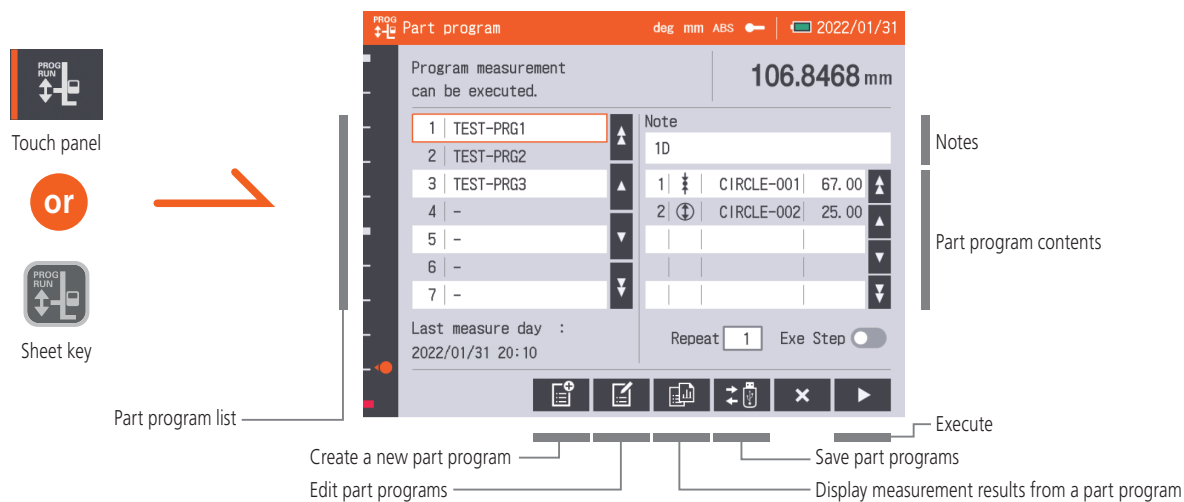 PROG
RUN
Touch panel
or
PROG
RUN
Sheet key
PROG
Part program
deg mm ABS
2022/01/31
Program measurement
can be executed.
106.8468 mm
1 TEST-PRG1
2 TEST-PRG2
3 TEST-PRG3
4 -
5 -
6 -
7 -
Last measure day :
2022/01/31 20:10
Note
1D
1 CIRCLE-001 67.00
2 CIRCLE-002 25.00
Repeat 1 Exe Step
Notes
Part program contents
Part program list
Create a new part program
Edit part programs
Execute
Save part programs
Display measurement results from a part program